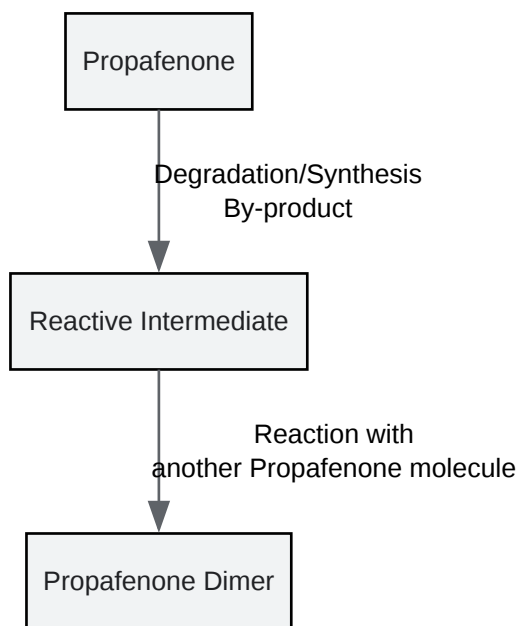 Propafenone
Degradation/Synthesis
By-product
Reactive Intermediate
Reaction with
another Propafenone molecule
Propafenone Dimer